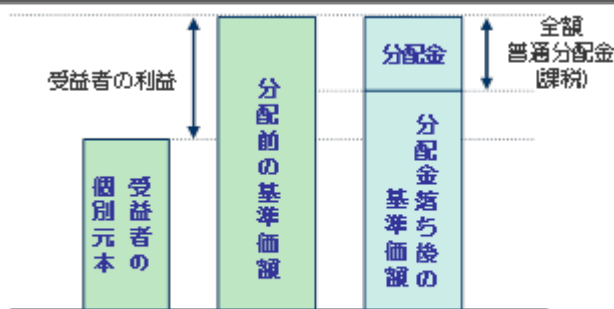 受益者の利益
受益者の
個別元本
分配前の基準価額
分配金
分配金落ち後の
基準価額
全額
普通分配金
(課税)